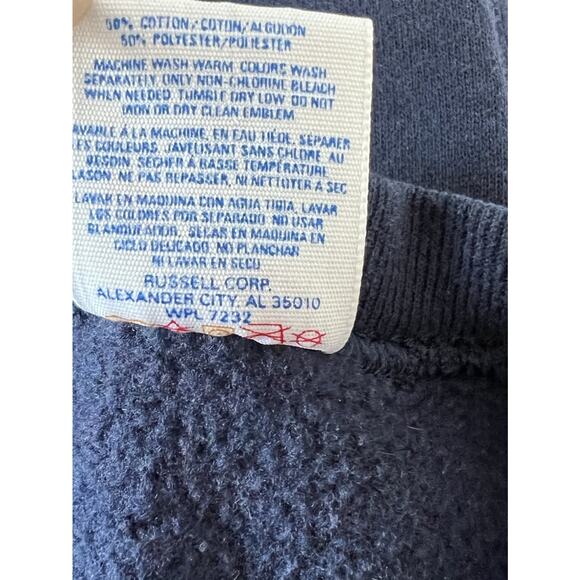 50% COTTON/COTTON/ALGODON
50% POLYESTER/POLIESTER
MACHINE WASH WARM. COLORS WASH
SEPARATELY. ONLY NON-CHLORINE BLEACH
WHEN NEEDED. TUMBLE DRY LOW. DO NOT
IRON OR DRY CLEAN EMBLEM
LAVABLE À LA MACHINE, EN EAU TIÈDE, SÉPARER
LES COULEURS. JAVELISANT SANS CHLORE AU
BESOIN. SÉCHER À BASSE TEMPÉRATURE.
BLASON: NE PAS REPASSER, NI NETTOYER À SEC
LAVAR EN MAQUINA CON AGUA TIBIA, LAVAR
LOS COLORES POR SEPARADO. NO USAR
BLANQUEADOR. SECAR EN MAQUINA EN
CICLO DELICADO. NO PLANCHAR
NI LAVAR EN SECO
RUSSELL CORP.
ALEXANDER CITY, AL 35010
WPL 7232